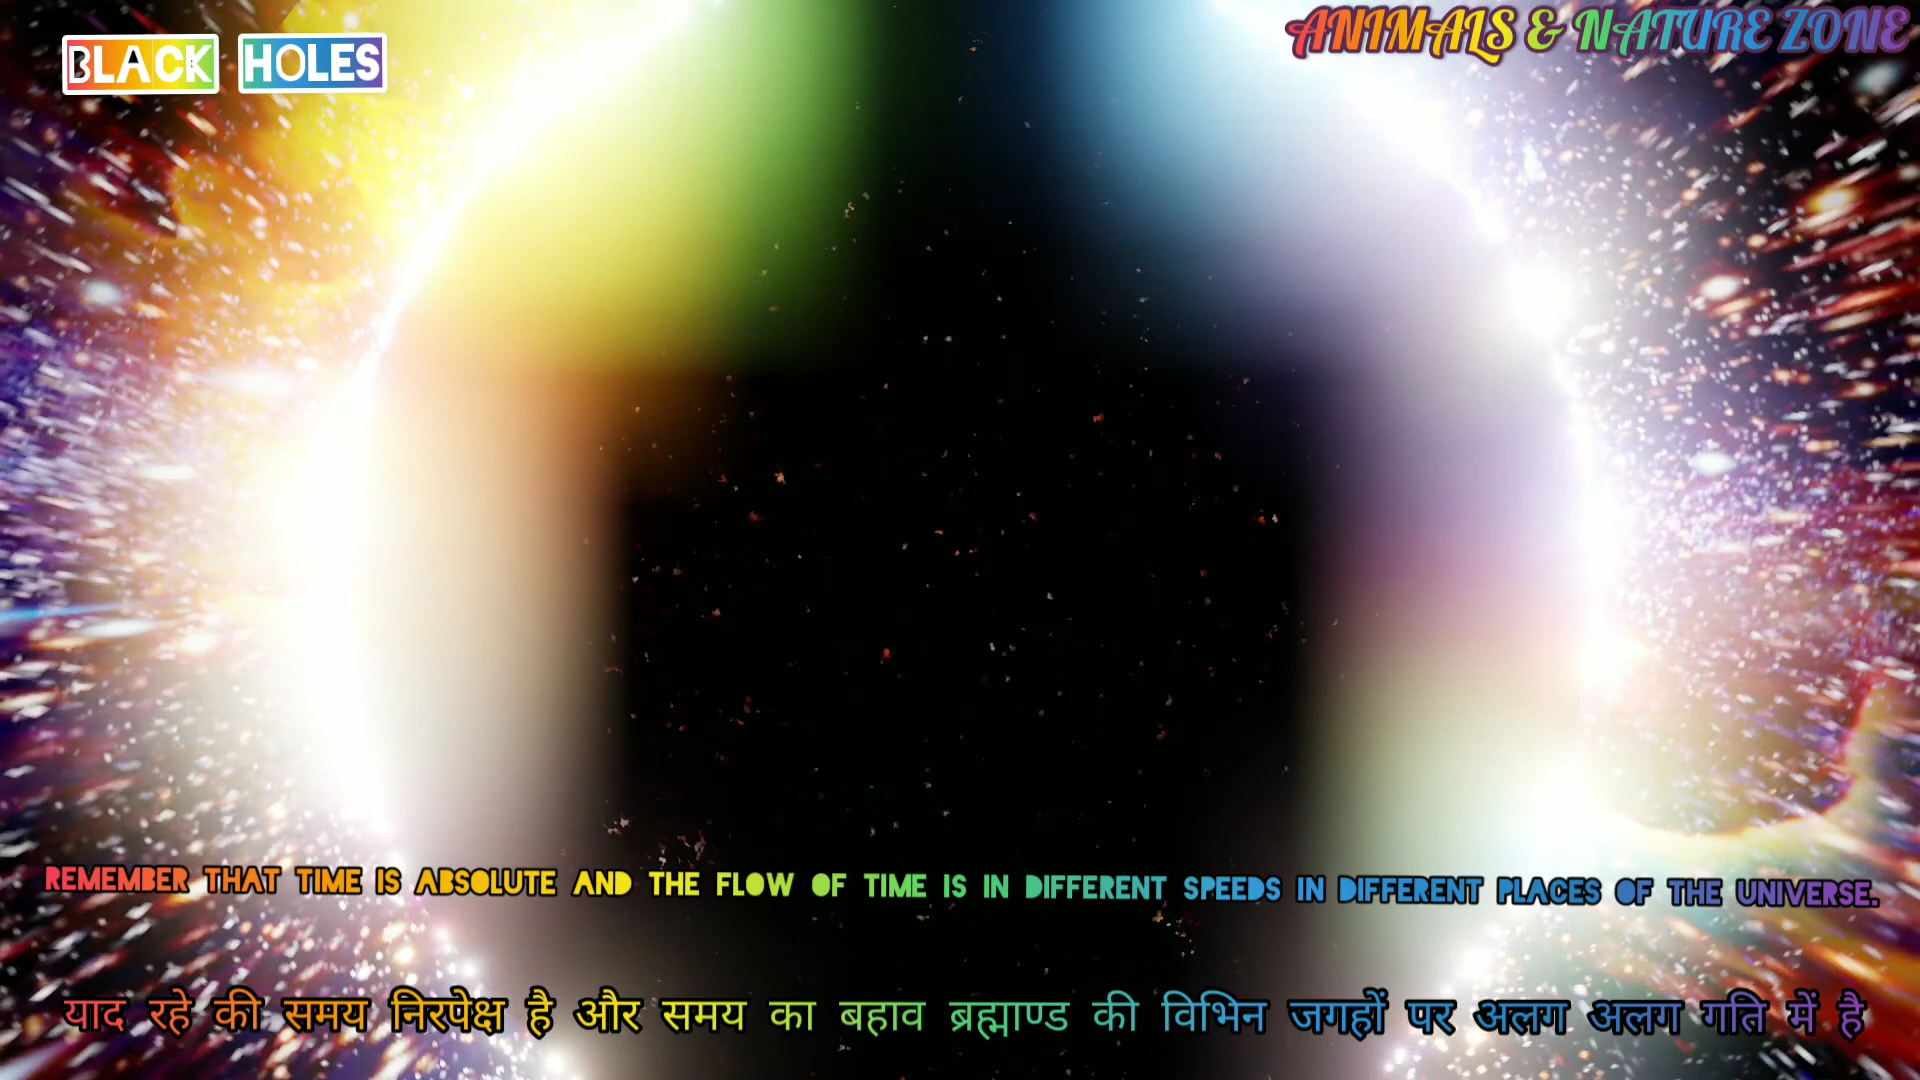 BLACK HOLES
ANIMALS & NATURE ZONE
REMEMBER THAT TIME IS ABSOLUTE AND THE FLOW OF TIME IS IN DIFFERENT SPEEDS IN DIFFERENT PLACES OF THE UNIVERSE.
याद रहे की समय निरपेक्ष है और समय का बहाव ब्रह्माण्ड की विभिन जगहों पर अलग अलग गति में है